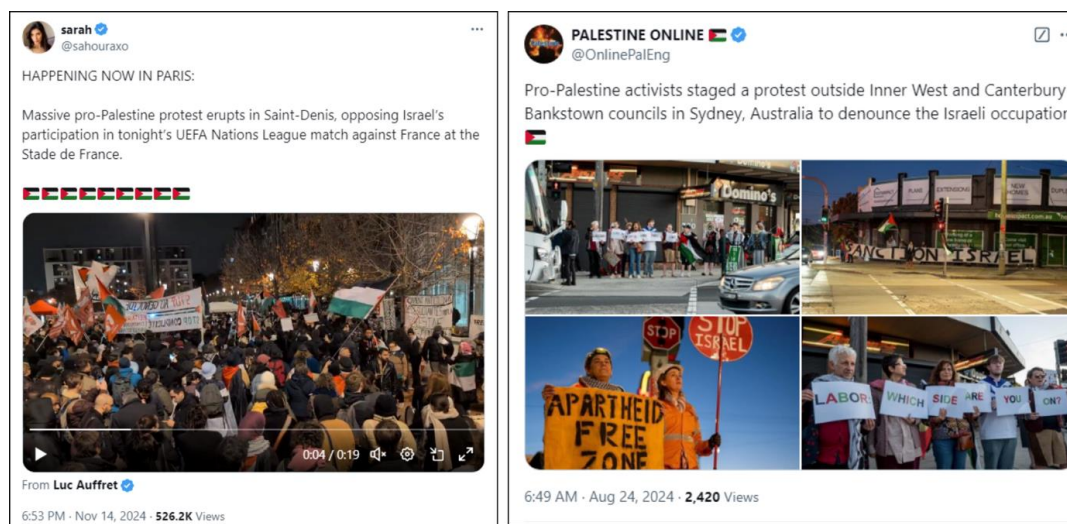 sarah
@sahouraxo
HAPPENING NOW IN PARIS:
Massive pro-Palestine protest erupts in Saint-Denis, opposing Israel's
participation in tonight's UEFA Nations League match against France at the
Stade de France.
0:04 / 0:19
From Luc Auffret
6:53 PM · Nov 14, 2024 · 526.2K Views
PALESTINE ONLINE
@OnlinePalEng
Pro-Palestine activists staged a protest outside Inner West and Canterbury
Bankstown councils in Sydney, Australia to denounce the Israeli occupation
Domino's
PLANS
EXTENSIONS
NEW
HOMES
SANCTION ISRAEL
STOP
STOP
ISRAEL
APARTHEID
FREE
ZONE
LABOR: WHICH SIDE ARE YOU ON?
6:49 AM · Aug 24, 2024 · 2,420 Views